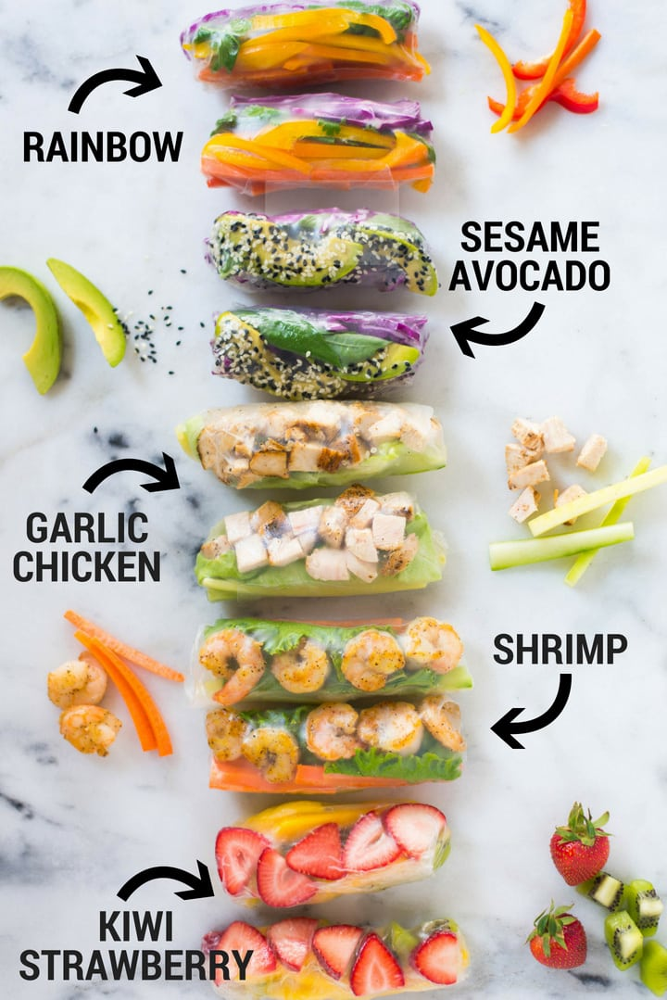 RAINBOW
SESAME
AVOCADO
GARLIC
CHICKEN
SHRIMP
KIWI
STRAWBERRY